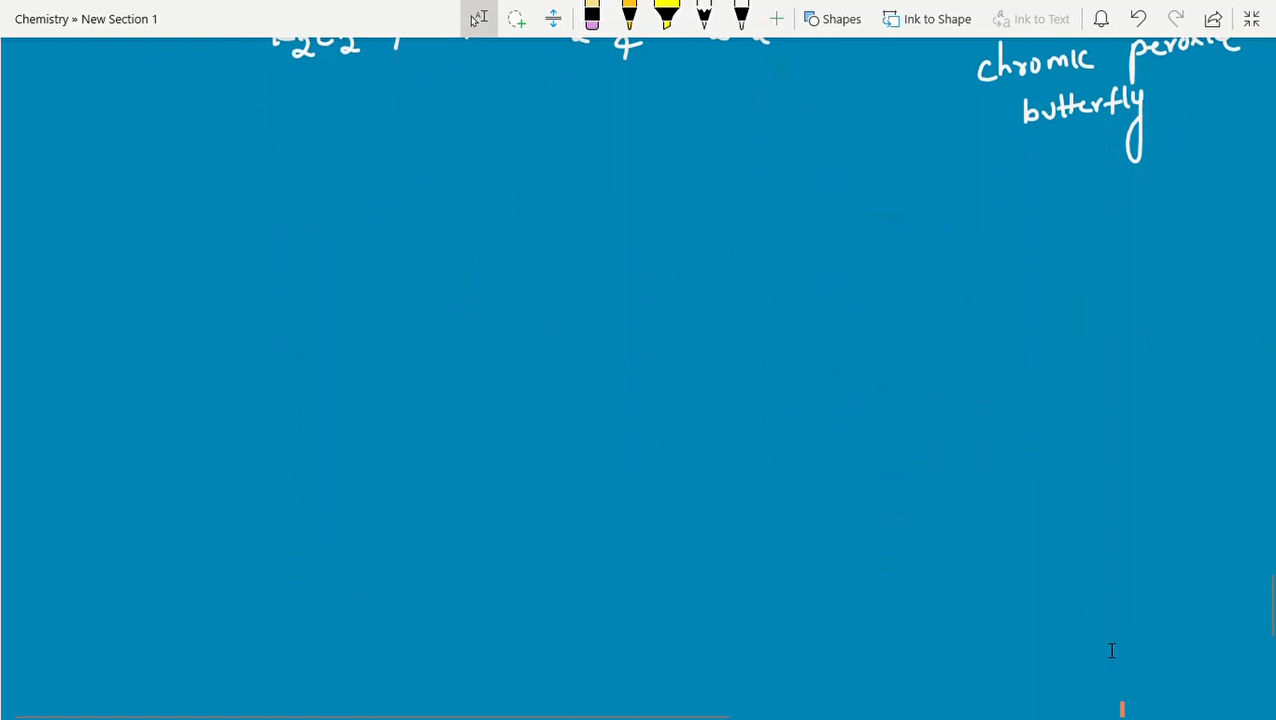 Chemistry » New Section 1
Shapes
Ink to Shape
Ink to Text
chromic peroxide
butterfly